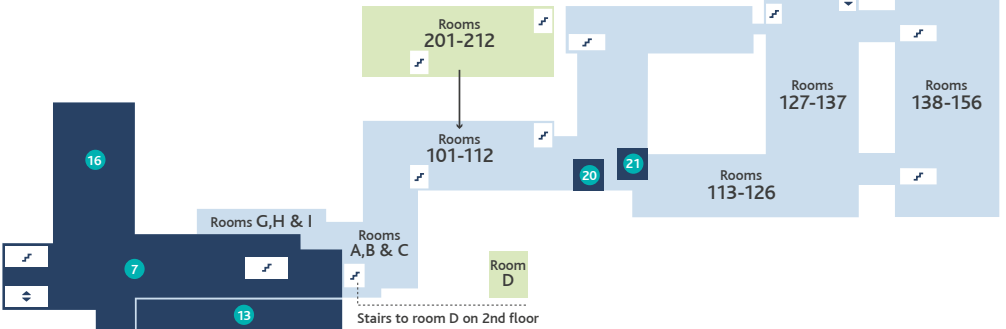 Rooms
201-212
Rooms
127-137
Rooms
138-156
Rooms
101-112
16
20
21
Rooms
113-126
Rooms G,H & I
Rooms
A,B & C
7
Room
D
13
Stairs to room D on 2nd floor